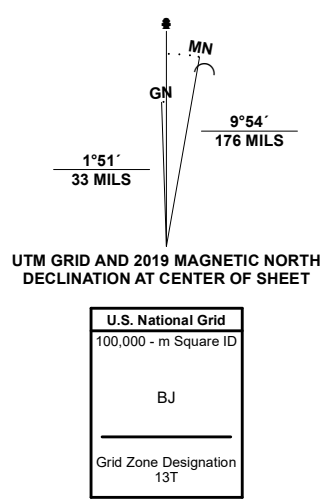 MN
GN
9°54´
176 MILS
1°51´
33 MILS
UTM GRID AND 2019 MAGNETIC NORTH
DECLINATION AT CENTER OF SHEET
U.S. National Grid
100,000 - m Square ID
BJ
Grid Zone Designation
13T